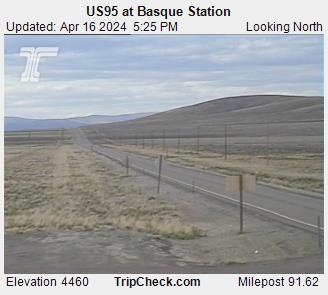 US95 at Basque Station
Updated: Apr 16 2024 5:25 PM Looking North
Elevation 4460 TripCheck.com Milepost 91.62